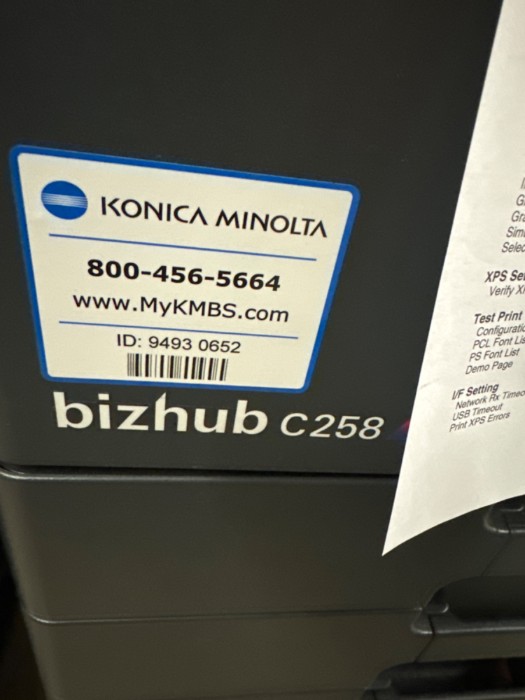 KONICA MINOLTA
800-456-5664
www.MyKMBS.com
ID: 9493 0652
bizhub C258
XPS
Verify
Test Print
PCL Font
PS Font List
Demo Page
I/F Setting
Network Rx
USB Timeout
Print XPS Errors